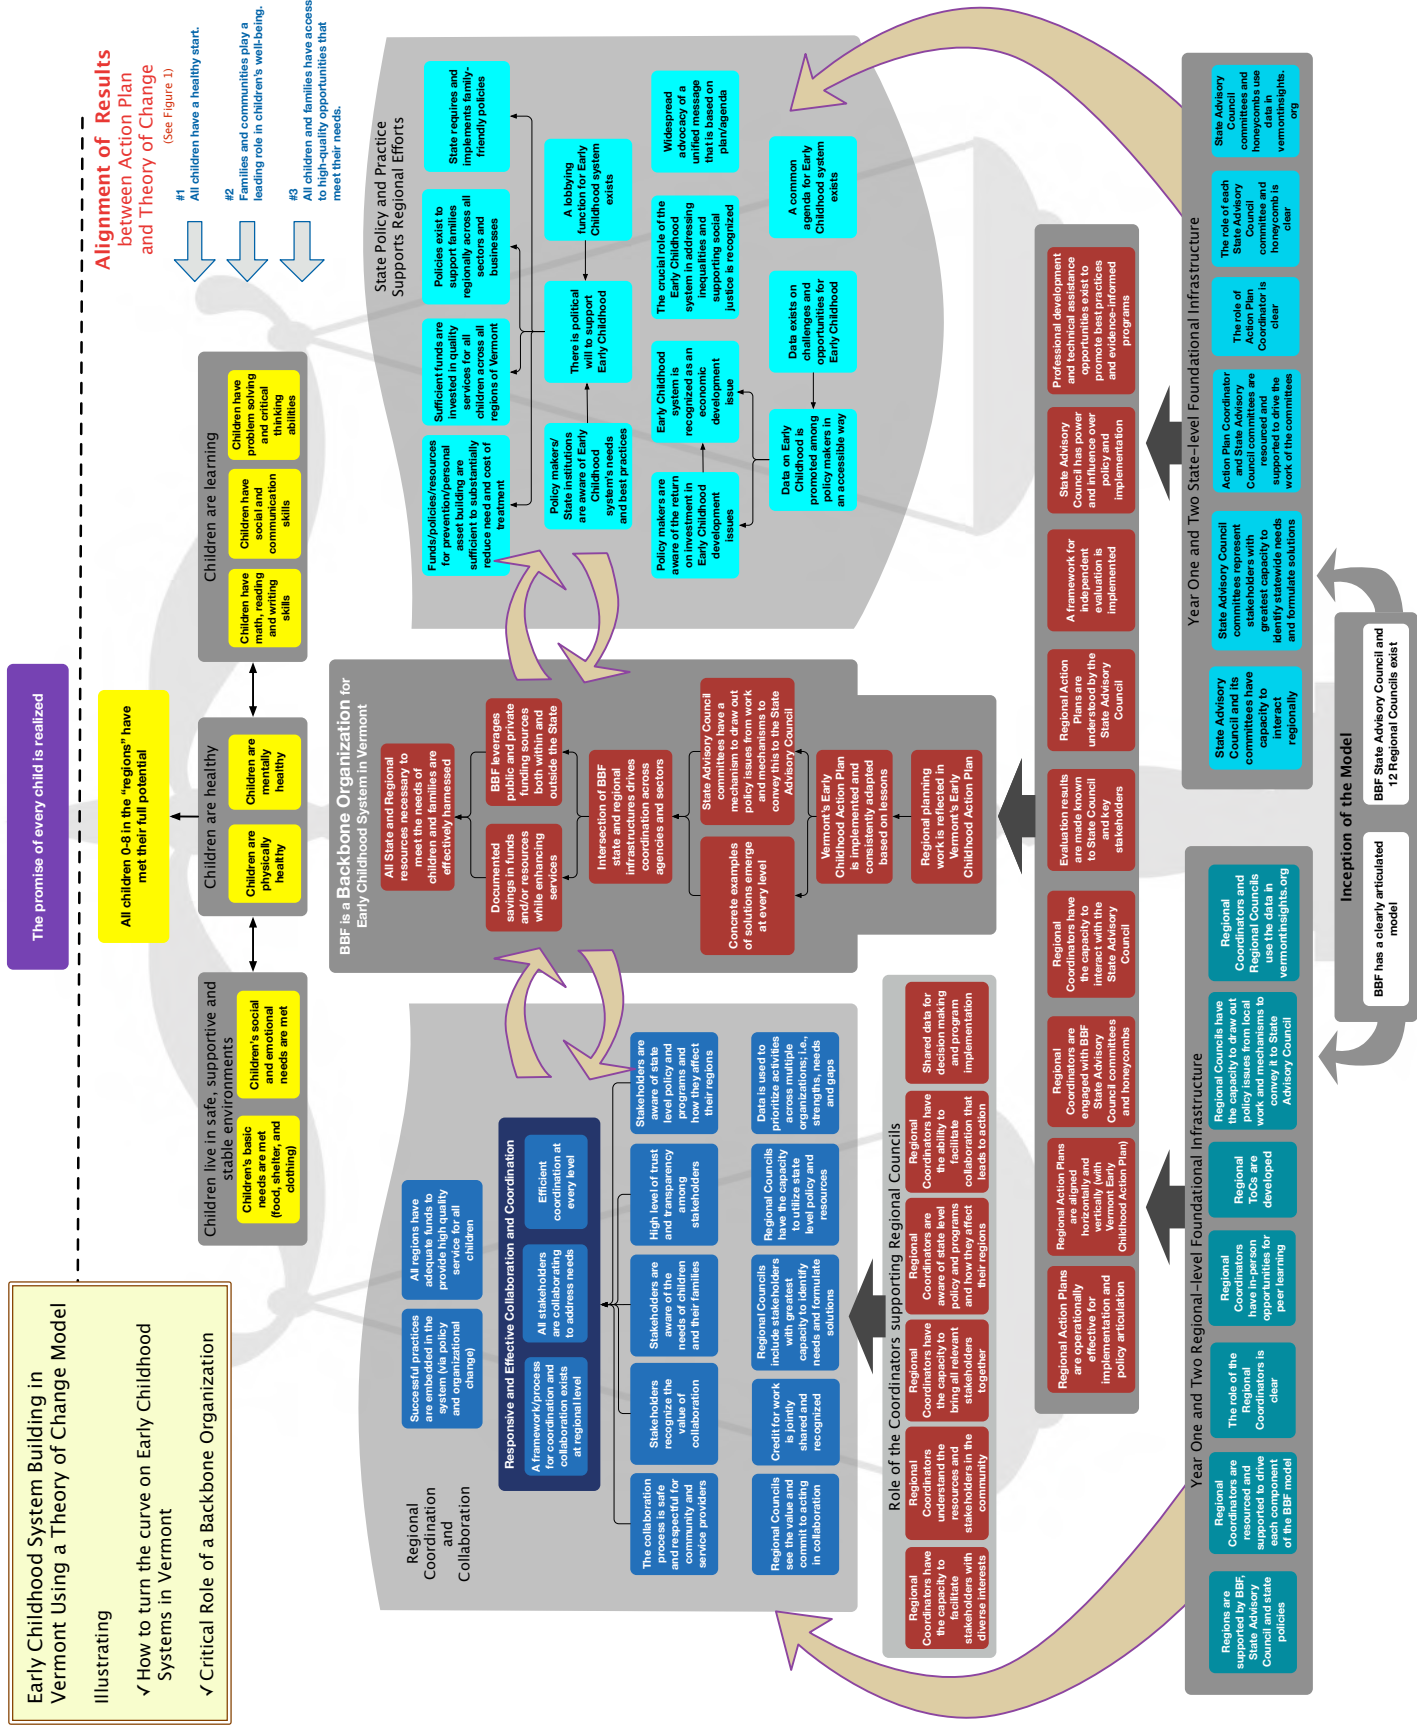 Early Childhood System Building in
Vermont Using a Theory of Change Model
Illustrating
✓ How to turn the curve on Early Childhood
Systems in Vermont
✓ Critical Role of a Backbone Organization
The promise of every child is realized
Alignment of Results
between Action Plan
and Theory of Change
(See Figure 1)
#1
All children have a healthy start.
#2
Families and communities play a
leading role in children's well-being.
#3
All children and families have access
to high-quality opportunities that
meet their needs.
All children 0-8 in the “regions” have
met their full potential
Children live in safe, supportive and
stable environments
Children's basic
needs are met
(food, shelter, and
clothing)
Children's social
and emotional
needs are met
Children are healthy
Children are
physically
healthy
Children are
mentally
healthy
Children are learning
Children have
math, reading
and writing
skills
Children have
social and
communication
skills
Children have
problem solving
and critical
thinking
abilities
Regional
Coordination
and
Collaboration
Successful practices
are embedded in the
system (via policy
and organizational
change)
All regions have
adequate funds to
provide high quality
service for all
children
Responsive and Effective Collaboration and Coordination
A framework/process
for coordination and
collaboration exists
at regional level
All stakeholders
are collaborating
to address needs
Efficient
coordination at
every level
The collaboration
process is safe
and respectful for
community and
service providers
Stakeholders
recognize the
value of
collaboration
Stakeholders are
aware of the
needs of children
and their families
High level of trust
and transparency
among
stakeholders
Stakeholders are
aware of state
level policy and
programs and
how they affect
their regions
Regional Councils
see the value and
commit to acting
in collaboration
Credit for work
is jointly
shared and
recognized
Regional Councils
include stakeholders
with greatest
capacity to identify
needs and formulate
solutions
Regional Councils
have the capacity
to utilize state
level policy and
resources
Data is used to
prioritize activities
across multiple
organizations; i.e.,
strengths, needs
and gaps
BBF is a Backbone Organization for
Early Childhood System in Vermont
All State and Regional
resources necessary to
meet the needs of
children and families are
effectively harnessed
Documented
savings in funds
and/or resources
while enhancing
services
BBF leverages
public and private
funding sources
both within and
outside the State
Intersection of BBF
state and regional
infrastructures drives
coordination across
agencies and sectors
Concrete examples
of solutions emerge
at every level
State Advisory Council
committees have a
mechanism to draw out
policy issues from work
and mechanisms to
convey this to the State
Advisory Council
Vermont's Early
Childhood Action Plan
is implemented and
consistently adapted
based on lessons
Regional planning
work is reflected in
Vermont's Early
Childhood Action Plan
State Policy and Practice
Supports Regional Efforts
Funds/policies/resources
for prevention/personal
asset building are
sufficient to substantially
reduce need and cost of
treatment
Sufficient funds are
invested in quality
services for all
children across all
regions of Vermont
Policies exist to
support families
regionally across all
sectors and
businesses
State requires and
implements family-
friendly policies
Policy makers/
State institutions
are aware of Early
Childhood
system's needs
and best practices
There is political
will to support
Early Childhood
A lobbying
function for Early
Childhood system
exists
Policy makers are
aware of the return
on investment in
Early Childhood
development
issues
Early Childhood
system is
recognized as an
economic
development
issue
The crucial role of the
Early Childhood
system in addressing
inequalities and
supporting social
justice is recognized
Widespread
advocacy of a
unified message
that is based on
plan/agenda
Data on Early
Childhood is
promoted among
policy makers in
an accessible way
Data exists on
challenges and
opportunities for
Early Childhood
A common
agenda for Early
Childhood system
exists
Role of the Coordinators supporting Regional Councils
Regional
Coordinators have
the capacity to
facilitate
stakeholders with
diverse interests
Regional
Coordinators
understand the
resources and
stakeholders in the
community
Regional
Coordinators have
the capacity to
bring all relevant
stakeholders
together
Regional
Coordinators are
aware of state level
policy and programs
and how they affect
their regions
Regional
Coordinators have
the ability to
facilitate
collaboration that
leads to action
Shared data for
decision making
and program
implementation
Regional Action Plans
are operationally
effective for
implementation and
policy articulation
Regional Action Plans
are aligned
horizontally and
vertically (with
Vermont Early
Childhood Action Plan)
Regional
Coordinators are
engaged with BBF
State Advisory
Council committees
and honeycombs
Regional
Coordinators have
the capacity to
interact with the
State Advisory
Council
Evaluation results
are made known
to State Council
and key
stakeholders
Regional Action
Plans are
understood by the
State Advisory
Council
A framework for
independent
evaluation is
implemented
State Advisory
Council has power
and influence over
policy and
implementation
Professional development
and technical assistance
opportunities exist to
promote best practices
and evidence-informed
programs
Year One and Two Regional-level Foundational Infrastructure
Regions are
supported by BBF,
State Advisory
Council and state
policies
Regional
Coordinators are
resourced and
supported to drive
each component
of the BBF model
The role of the
Regional
Coordinators is
clear
Regional
Coordinators
have in-person
opportunities for
peer learning
Regional
ToCs are
developed
Regional Councils have
the capacity to draw out
policy issues from local
work and mechanisms to
convey it to State
Advisory Council
Regional
Coordinators and
Regional Councils
use the data in
vermontinsights.org
Year One and Two State-level Foundational Infrastructure
State Advisory
Council and its
committees have
capacity to
interact
regionally
State Advisory Council
committees represent
stakeholders with
greatest capacity to
identify statewide needs
and formulate solutions
Action Plan Coordinator
and State Advisory
Council committees are
resourced and
supported to drive the
work of the committees
The role of
Action Plan
Coordinator is
clear
The role of each
State Advisory
Council
committee and
honeycomb is
clear
State Advisory
Council
committees and
honeycombs use
data in
vermontinsights.
org
Inception of the Model
BBF has a clearly articulated
model
BBF State Advisory Council and
12 Regional Councils exist